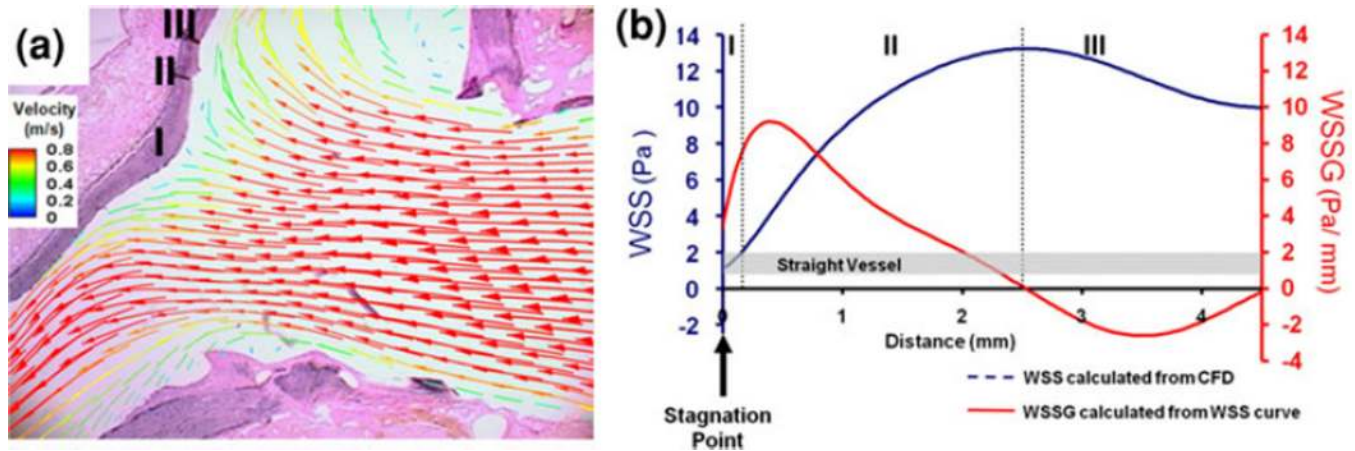 (a)
III
II
I
Velocity
(m/s)
0.8
0.6
0.4
0.2
0
(b)
I
II
III
14
12
10
8
6
4
2
0
-2
WSS (Pa)
14
12
10
8
6
4
2
0
-2
-4
WSSG (Pa/ mm)
Straight Vessel
0 1 2 3 4
Distance (mm)
Stagnation
Point
WSS calculated from CFD
WSSG calculated from WSS curve